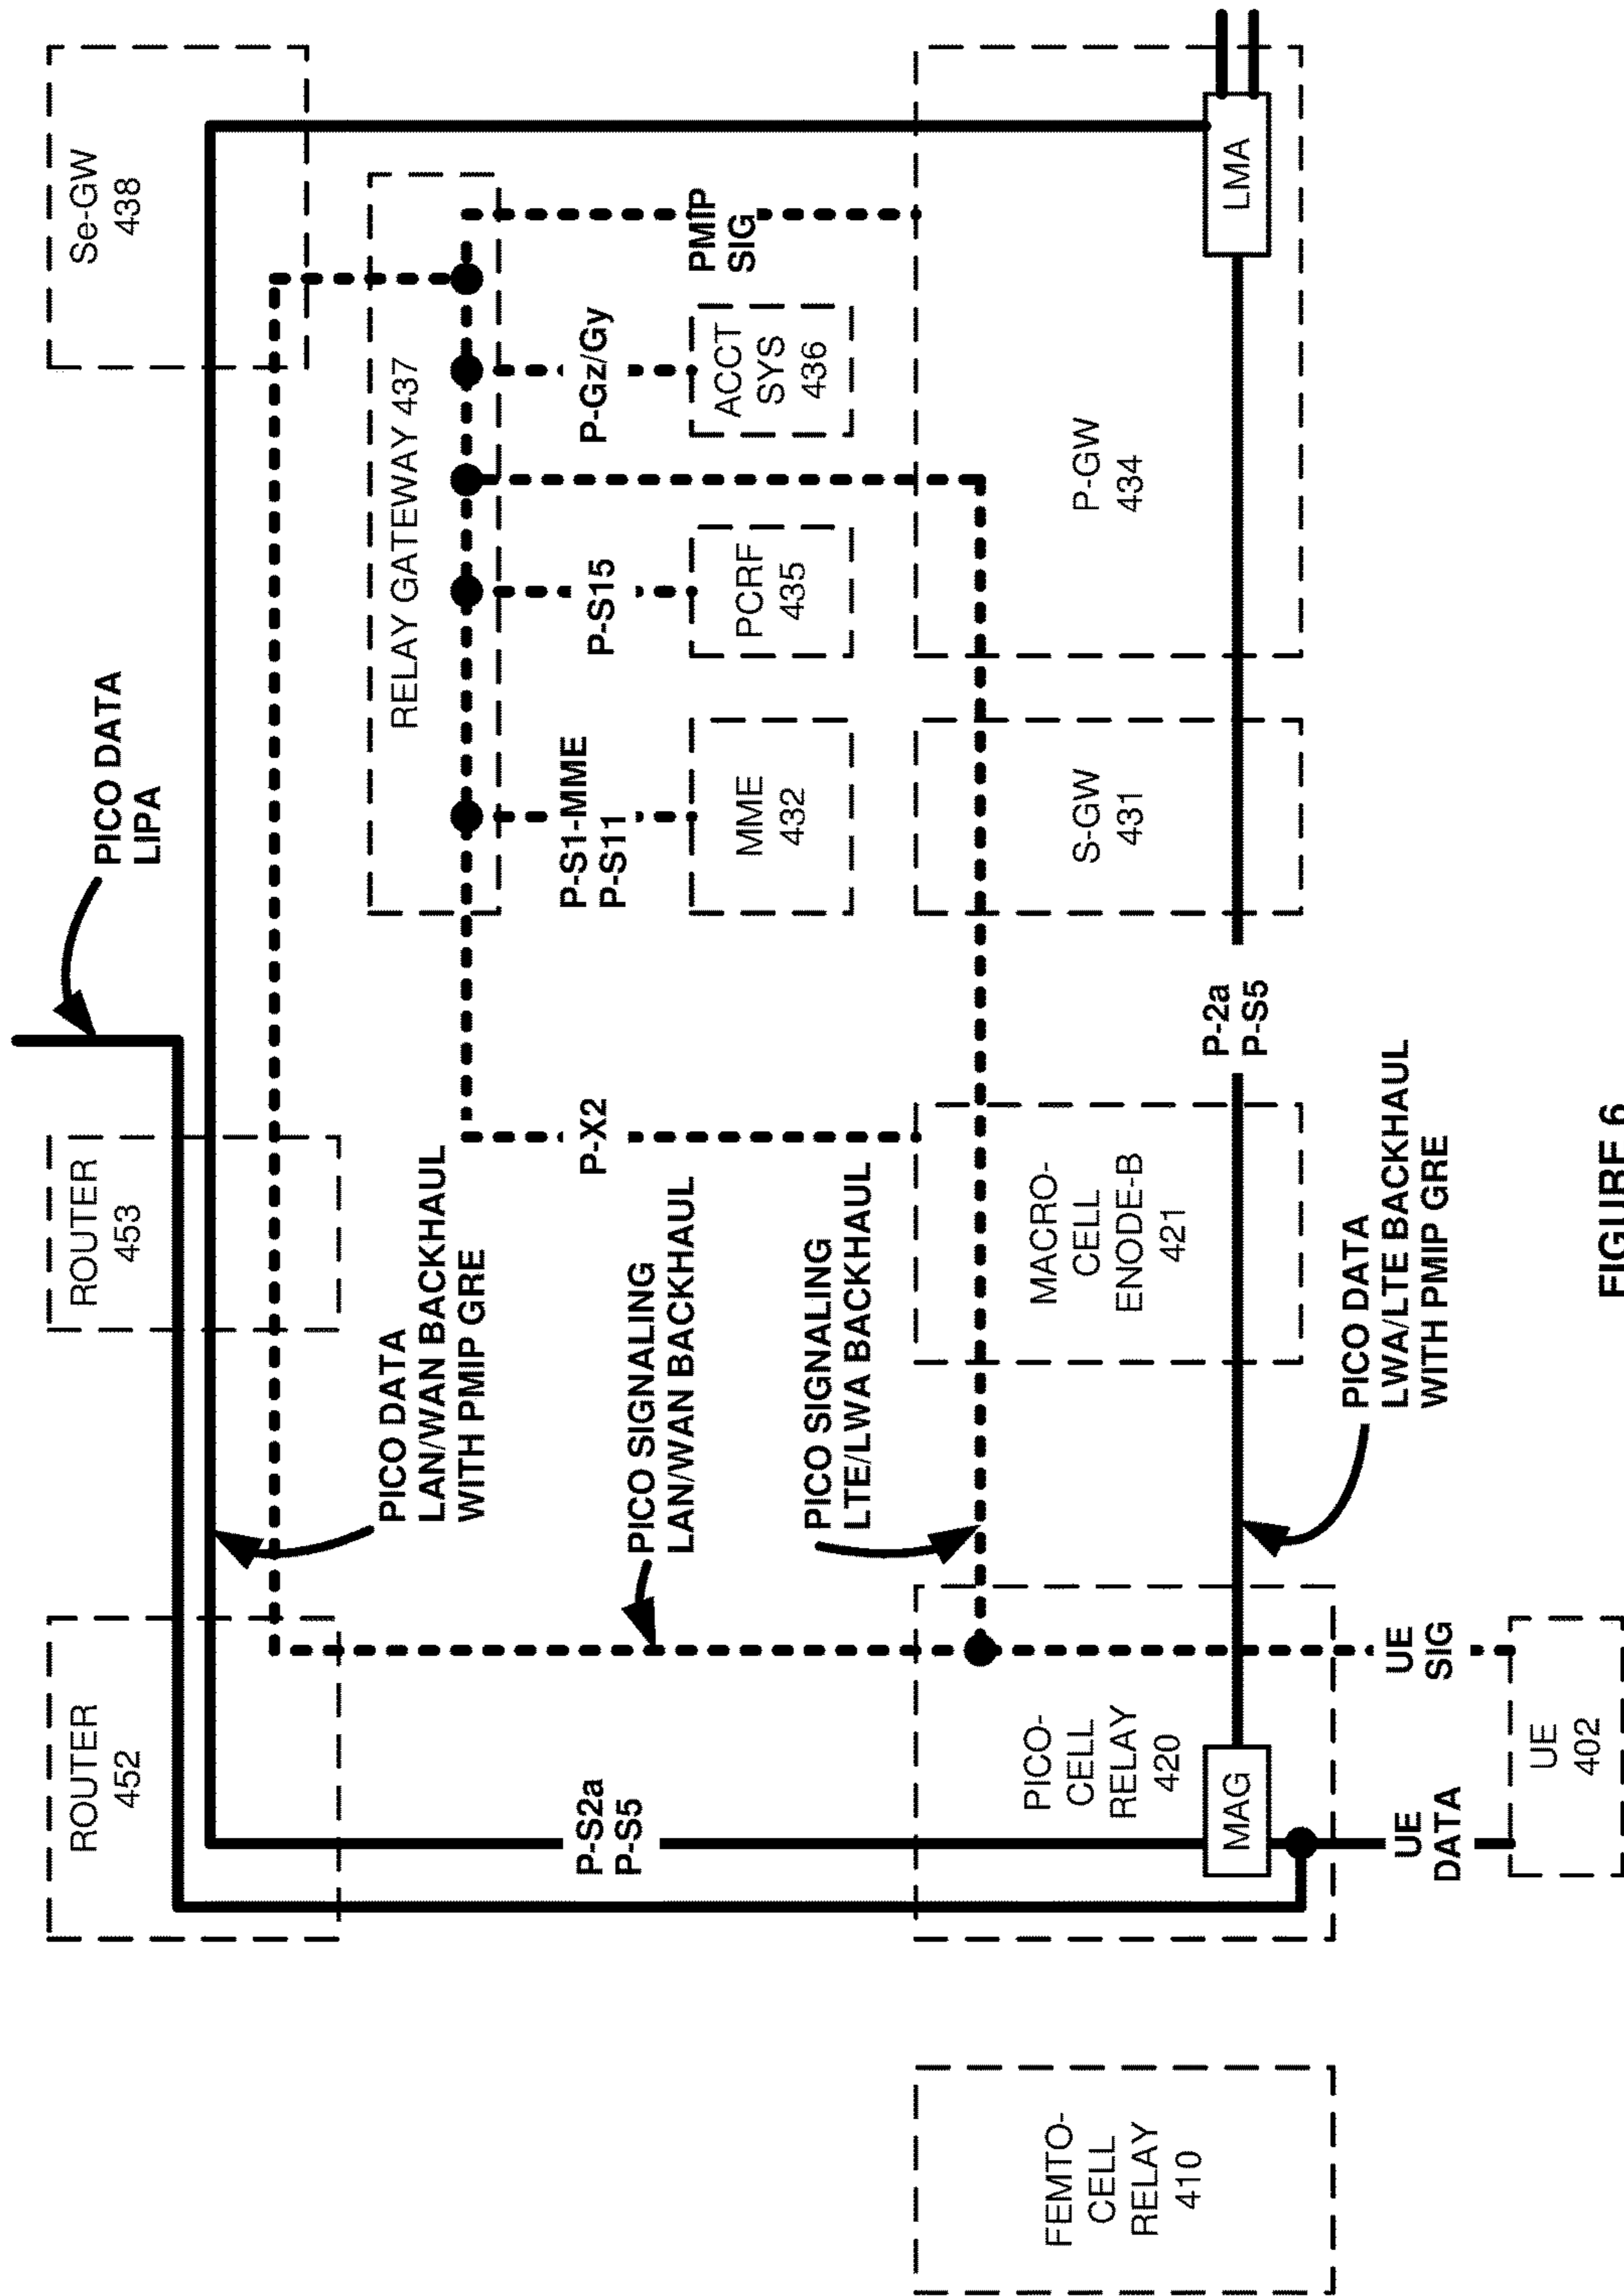 ROUTER
452
ROUTER
453
PICO DATA
LIPA
Se-GW
438
PICO DATA
LAN/WAN BACKHAUL
WITH PMIP GRE
RELAY GATEWAY 437
P-S2a
P-S5
PICO SIGNALING
LAN/WAN BACKHAUL
P-X2
P-S1-MME
P-S11
P-S15
P-Gz/Gy
PMIP
SIG
PICO SIGNALING
LTE/LWA BACKHAUL
MME
432
PCRF
435
ACCT
SYS
436
FEMTO-
CELL
RELAY
410
PICO-
CELL
RELAY
420
MACRO-
CELL
ENODE-B
421
S-GW
431
P-GW
434
MAG
P-2a
P-S5
LMA
UE
DATA
UE
SIG
PICO DATA
LWA/LTE BACKHAUL
WITH PMIP GRE
UE
402
FIGURE 6